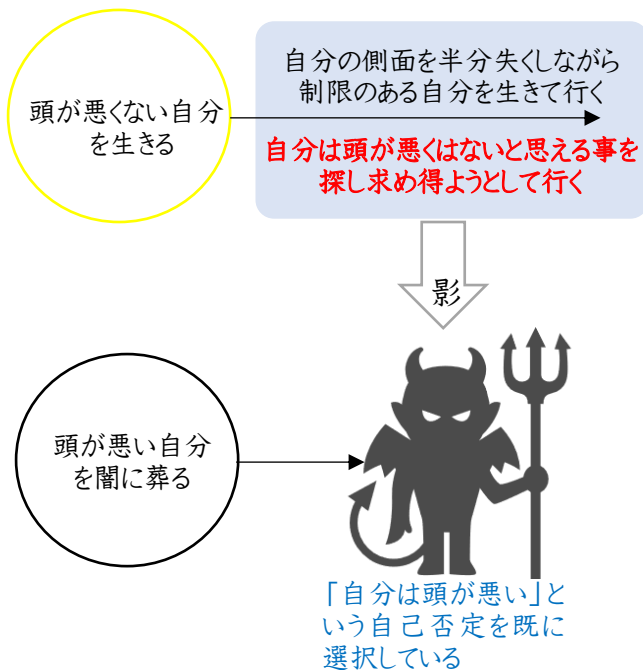 自分の側面を半分失くしながら
制限のある自分を生きて行く
頭が悪くない自分
を生きる
自分は頭が悪くはないと思える事を
探し求め得ようとして行く
影
頭が悪い自分
を闇に葬る
「自分は頭が悪い」と
いう自己否定を既に
選択している